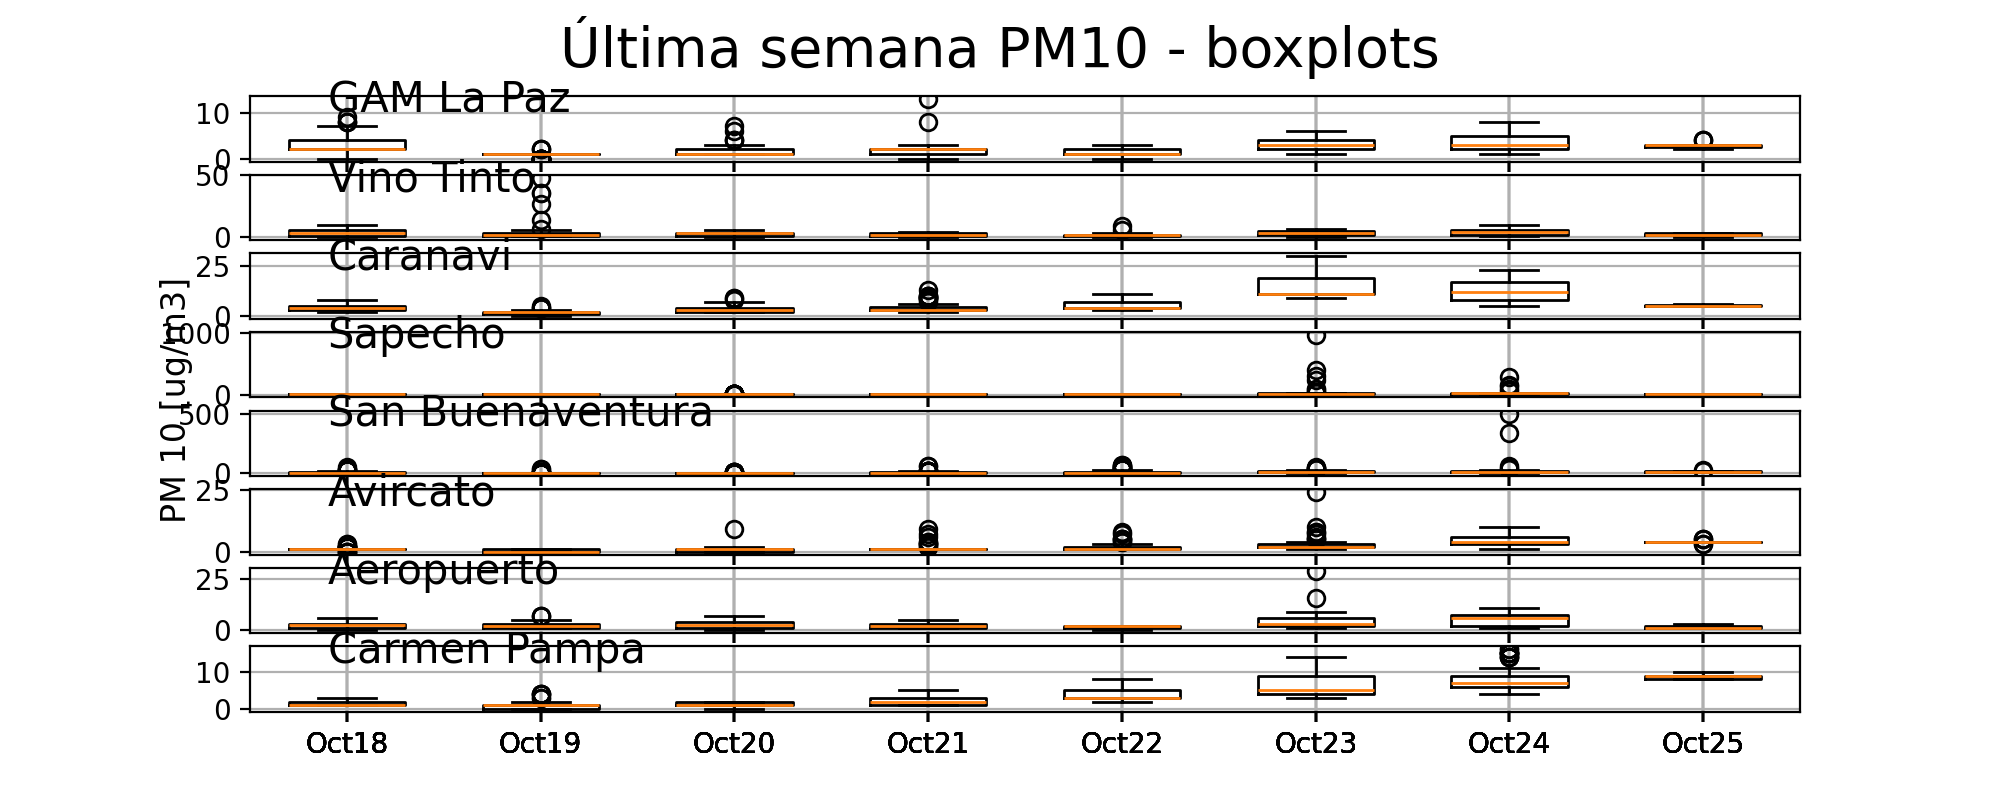 Última semana PM10 - boxplots
GAM La Paz
10
0
Vino Tinto
50
0
Caranavi
25
0
Sapecho
1000
0
San Buenaventura
500
0
Avircato
25
0
Aeropuerto
25
0
Carmen Pampa
10
0
PM 10 [ug/m3]
Oct18 Oct19 Oct20 Oct21 Oct22 Oct23 Oct24 Oct25